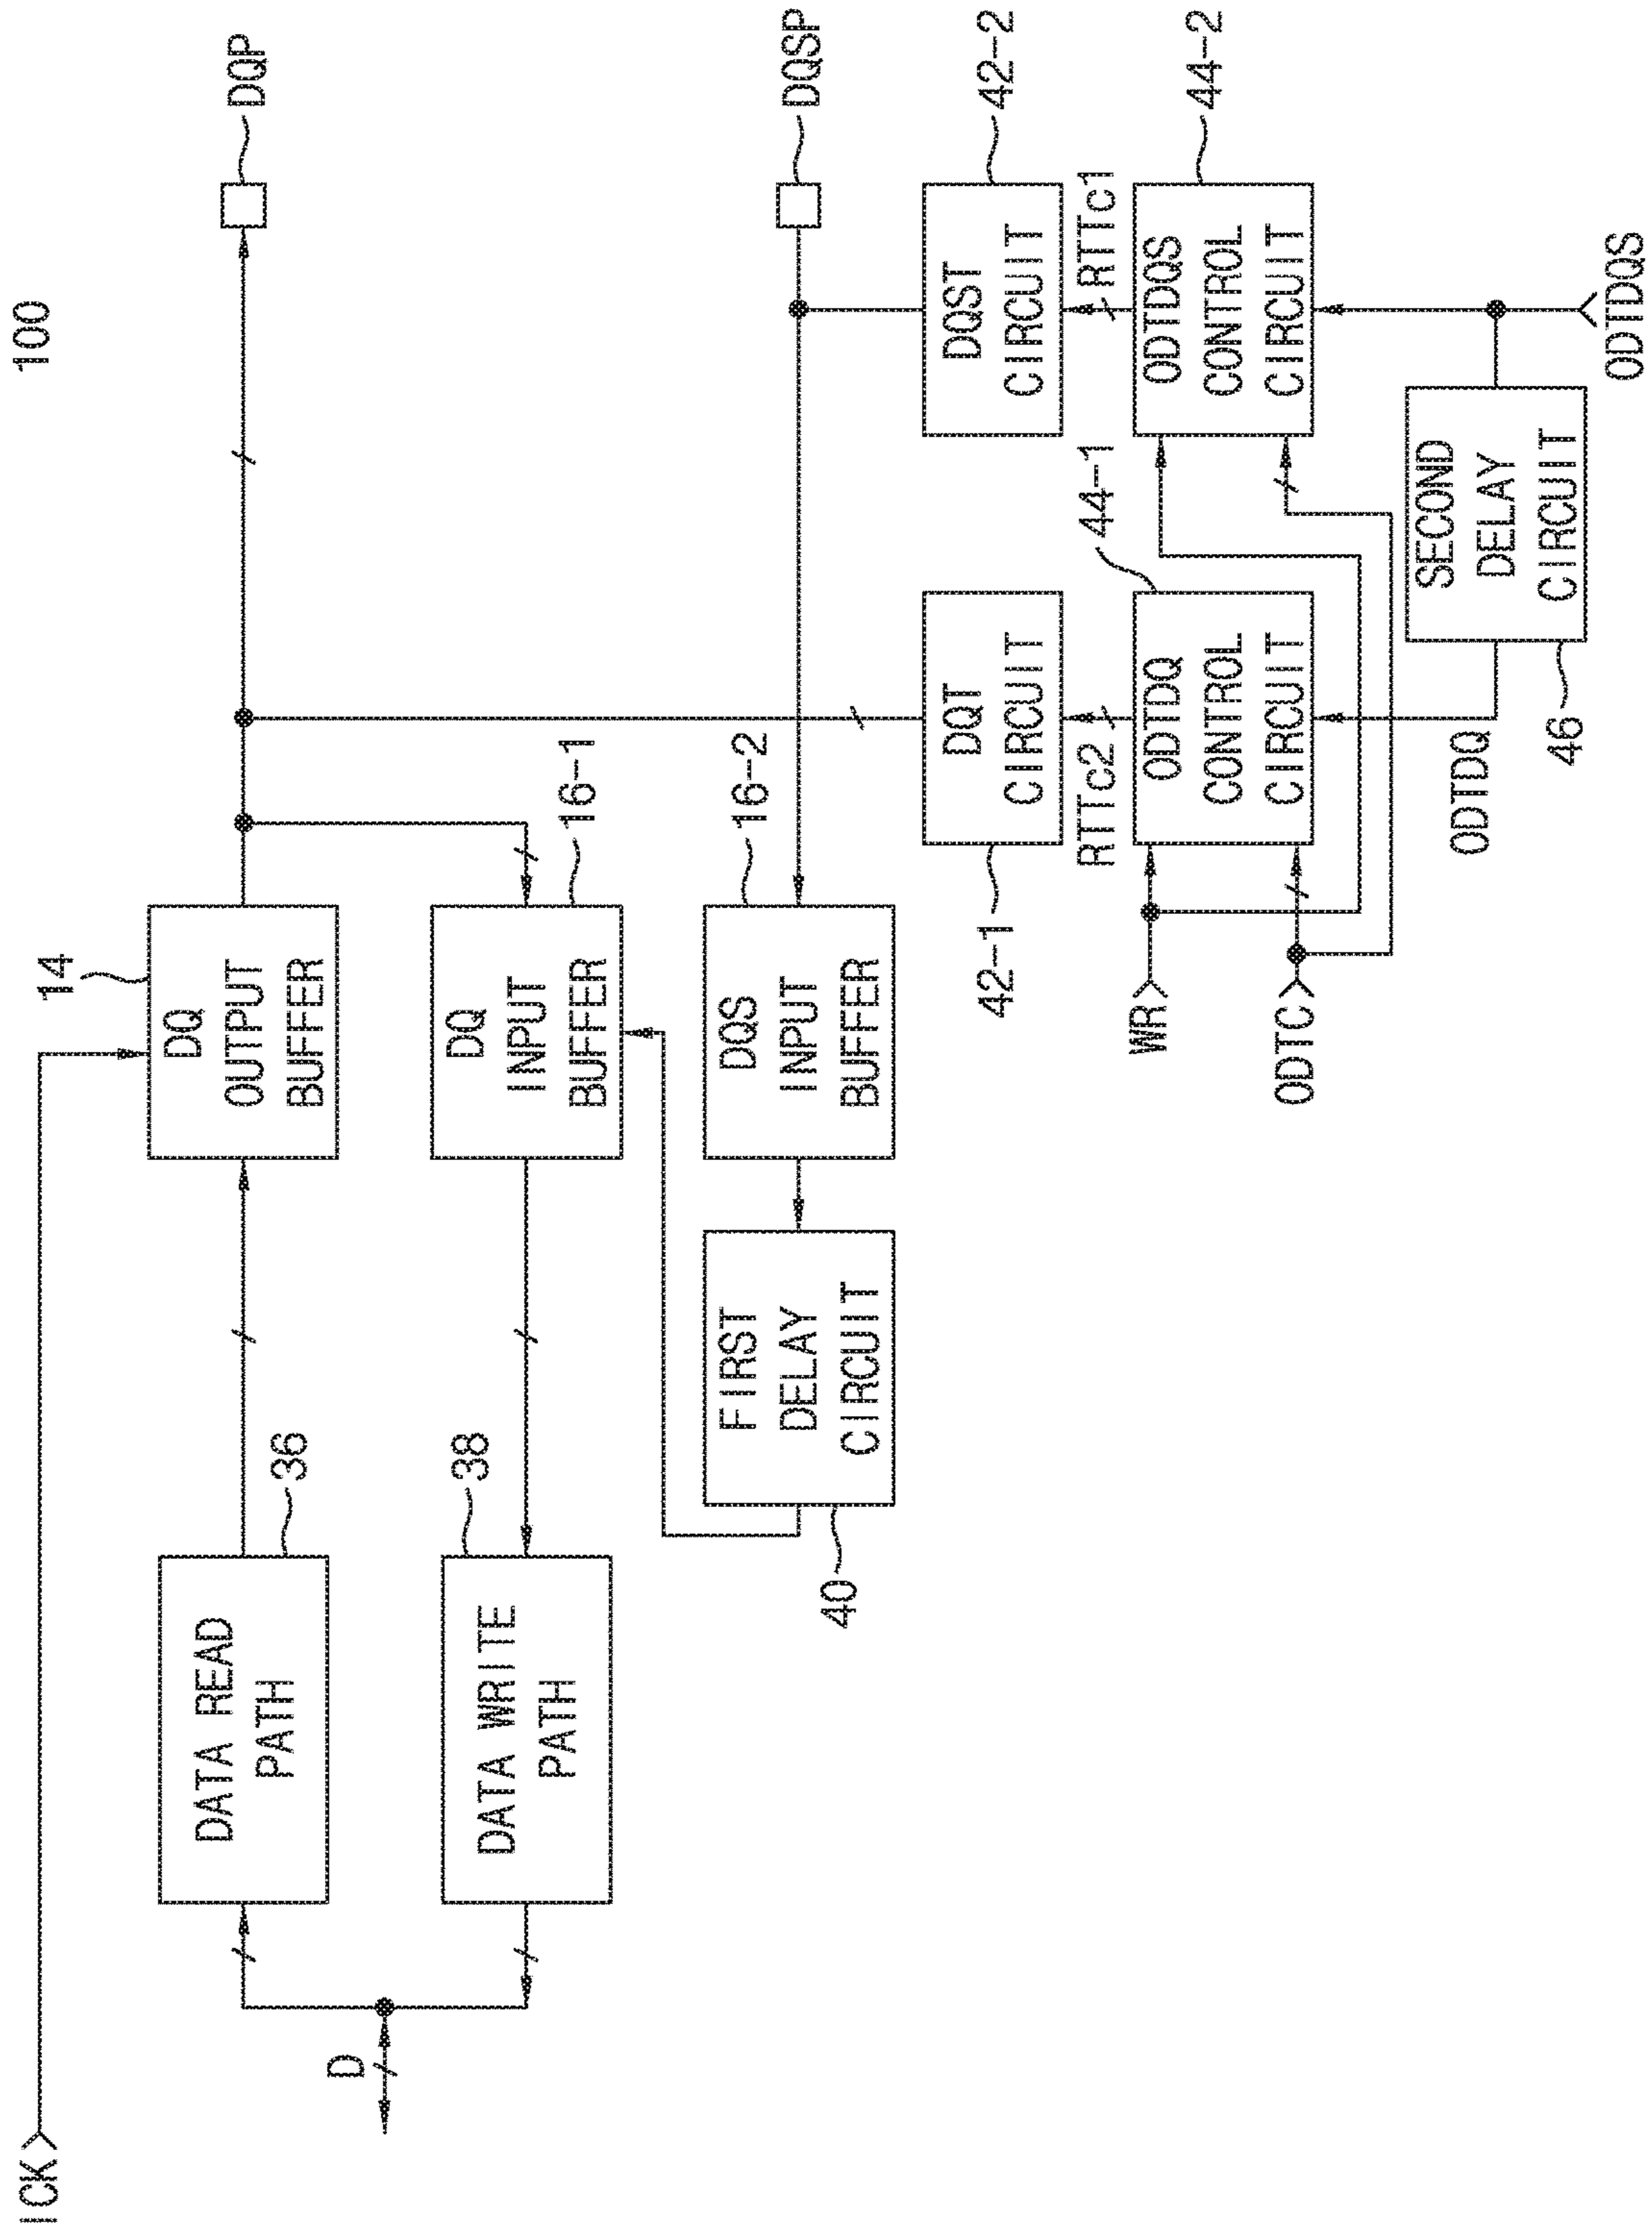 100
ICK
14
DQP
DATA READ
PATH
36
DQ
OUTPUT
BUFFER
D
DATA WRITE
PATH
38
DQ
INPUT
BUFFER
16-1
FIRST
DELAY
CIRCUIT
40
DQS
INPUT
BUFFER
16-2
DQSP
DQT
CIRCUIT
42-1
DQST
CIRCUIT
42-2
RTTc2
RTTc1
WR
ODTC
ODTDQ
CONTROL
CIRCUIT
44-1
ODTDQS
CONTROL
CIRCUIT
44-2
ODTDQ
SECOND
DELAY
CIRCUIT
46
ODTDQS